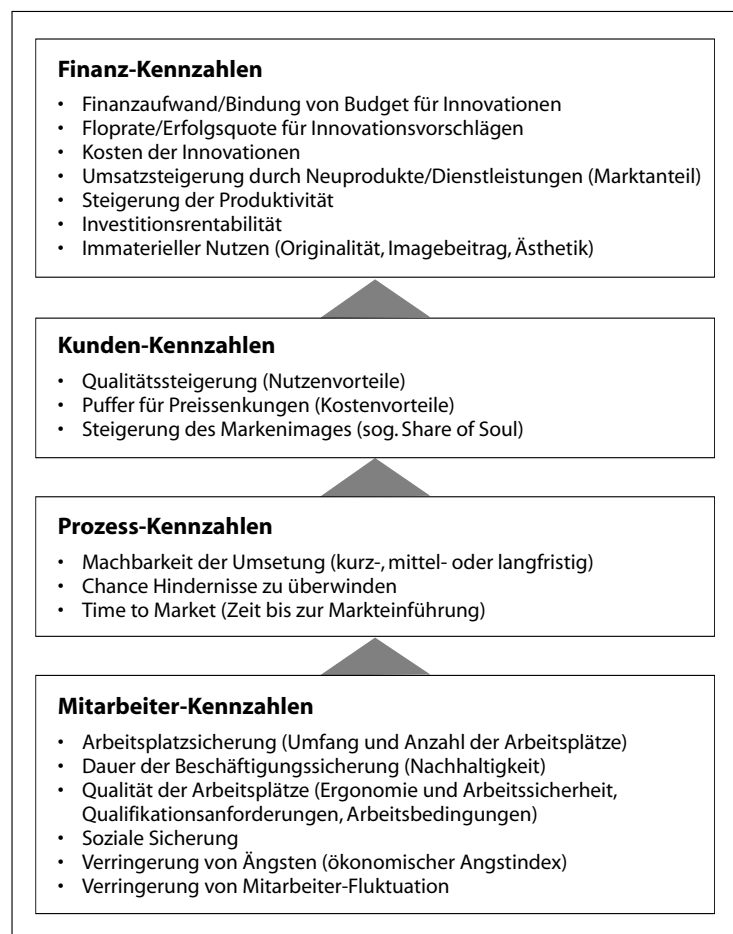 Finanz-Kennzahlen
• Finanzaufwand/Bindung von Budget für Innovationen
• Floprate/Erfolgsquote für Innovationsvorschlägen
• Kosten der Innovationen
• Umsatzsteigerung durch Neuprodukte/Dienstleistungen (Marktanteil)
• Steigerung der Produktivität
• Investitionsrentabilität
• Immaterieller Nutzen (Originalität, Imagebeitrag, Ästhetik)
Kunden-Kennzahlen
• Qualitätssteigerung (Nutzenvorteile)
• Puffer für Preissenkungen (Kostenvorteile)
• Steigerung des Markenimages (sog. Share of Soul)
Prozess-Kennzahlen
• Machbarkeit der Umsetung (kurz-, mittel- oder langfristig)
• Chance Hindernisse zu überwinden
• Time to Market (Zeit bis zur Markteinführung)
Mitarbeiter-Kennzahlen
• Arbeitsplatzsicherung (Umfang und Anzahl der Arbeitsplätze)
• Dauer der Beschäftigungssicherung (Nachhaltigkeit)
• Qualität der Arbeitsplätze (Ergonomie und Arbeitssicherheit,
Qualifikationsanforderungen, Arbeitsbedingungen)
• Soziale Sicherung
• Verringerung von Ängsten (ökonomischer Angstindex)
• Verringerung von Mitarbeiter-Fluktuation